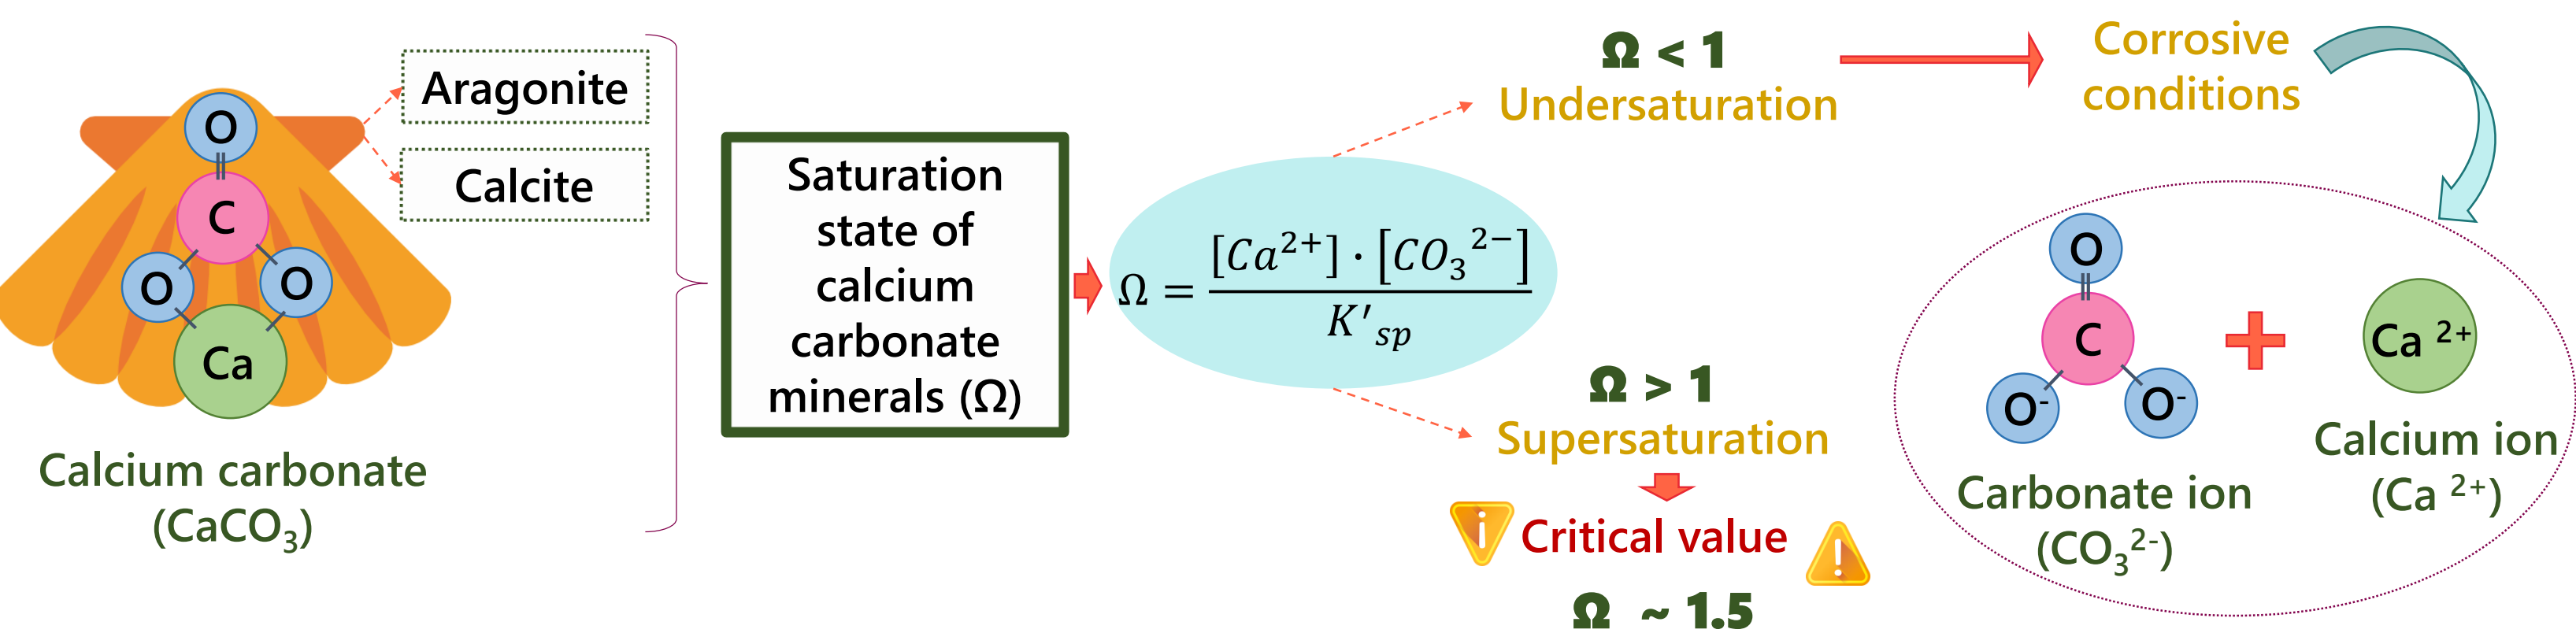 O
C
O
O
Ca
Calcium carbonate
(CaCO₃)
Aragonite
Calcite
Saturation
state of
calcium
carbonate
minerals (Ω)
Ω = [Ca²⁺] · [CO₃²⁻] / K′sp
Ω < 1
Undersaturation
Ω > 1
Supersaturation
Critical value
Ω ~ 1.5
Corrosive
conditions
O
C
O⁻
O⁻
Carbonate ion
(CO₃²⁻)
+
Ca ²⁺
Calcium ion
(Ca ²⁺)